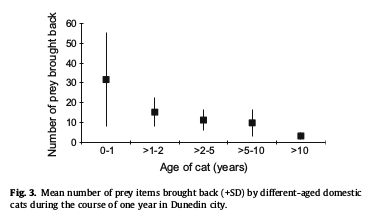 Number of prey brought back
60
50
40
30
20
10
0
0-1 >1-2 >2-5 >5-10 >10
Age of cat (years)
Fig. 3. Mean number of prey items brought back (+SD) by different-aged domestic
cats during the course of one year in Dunedin city.